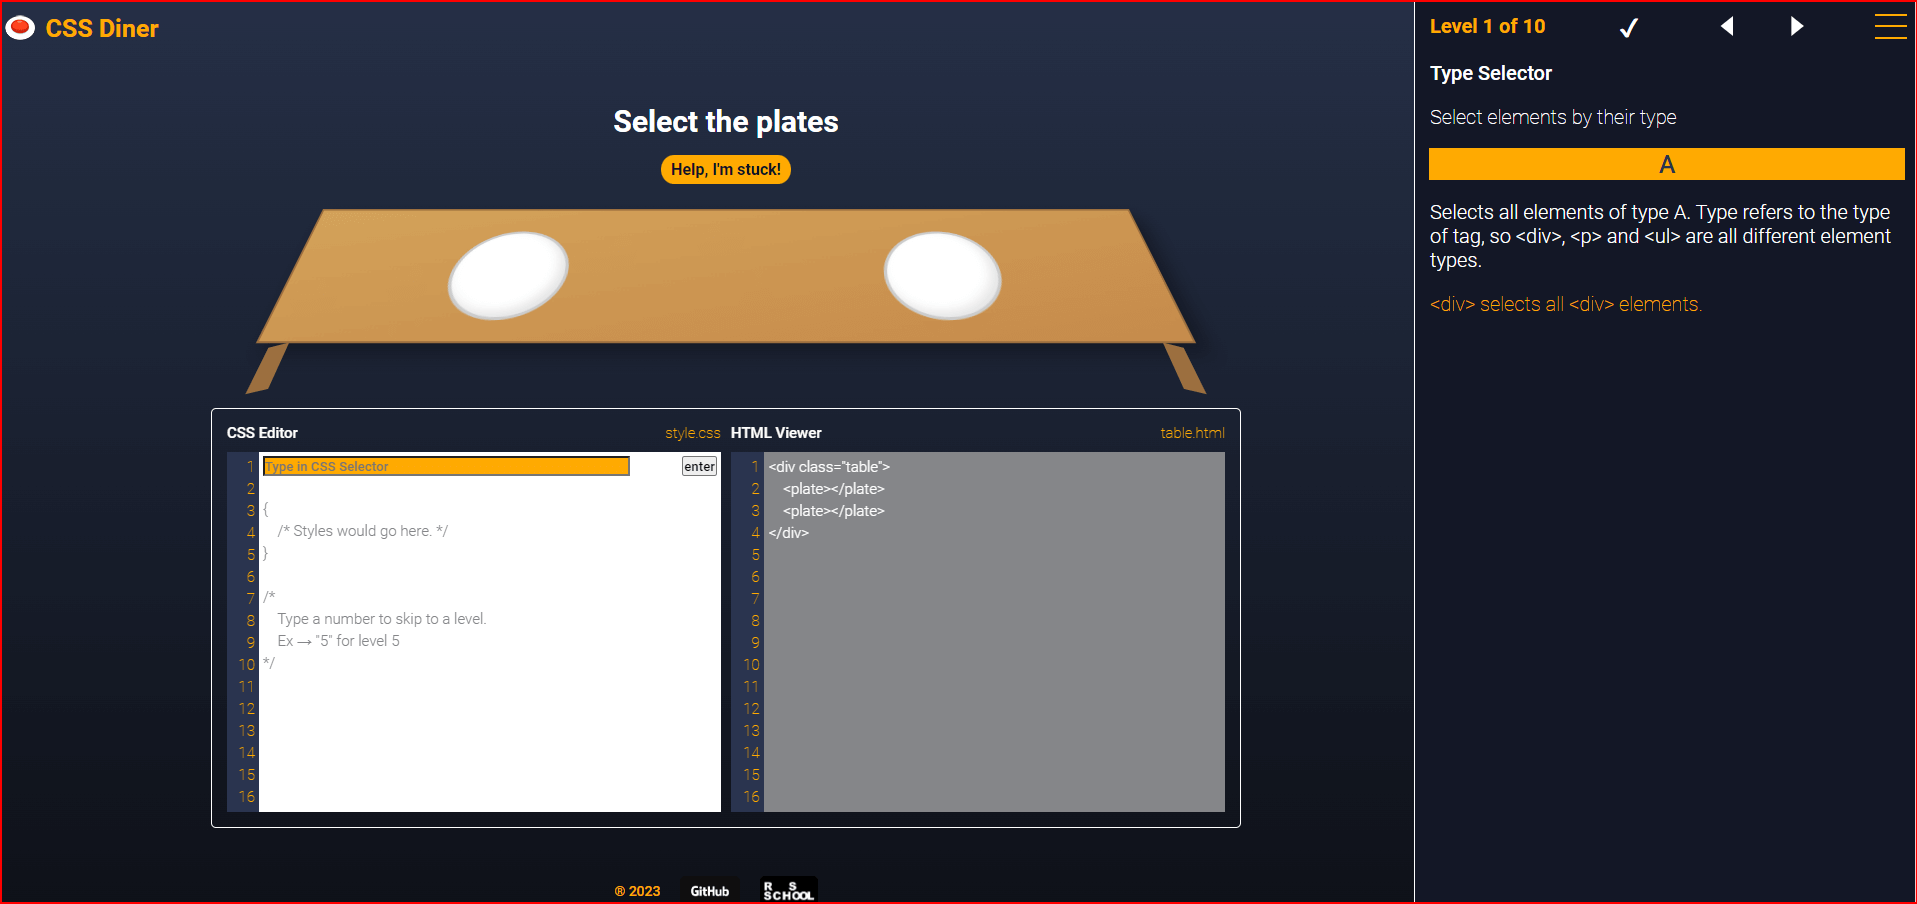 CSS Diner
Select the plates
Help, I'm stuck!
CSS Editor
style.css
1 Type in CSS Selector enter
2
3 {
4 /* Styles would go here. */
5 }
6
7 /*
8 Type a number to skip to a level.
9 Ex → "5" for level 5
10 */
11
12
13
14
15
16
HTML Viewer
table.html
1 <div class="table">
2 <plate></plate>
3 <plate></plate>
4 </div>
5
6
7
8
9
10
11
12
13
14
15
16
® 2023
GitHub
R S
SCHOOL
Level 1 of 10
Type Selector
Select elements by their type
A
Selects all elements of type A. Type refers to the type
of tag, so <div>, <p> and <ul> are all different element
types.
<div> selects all <div> elements.